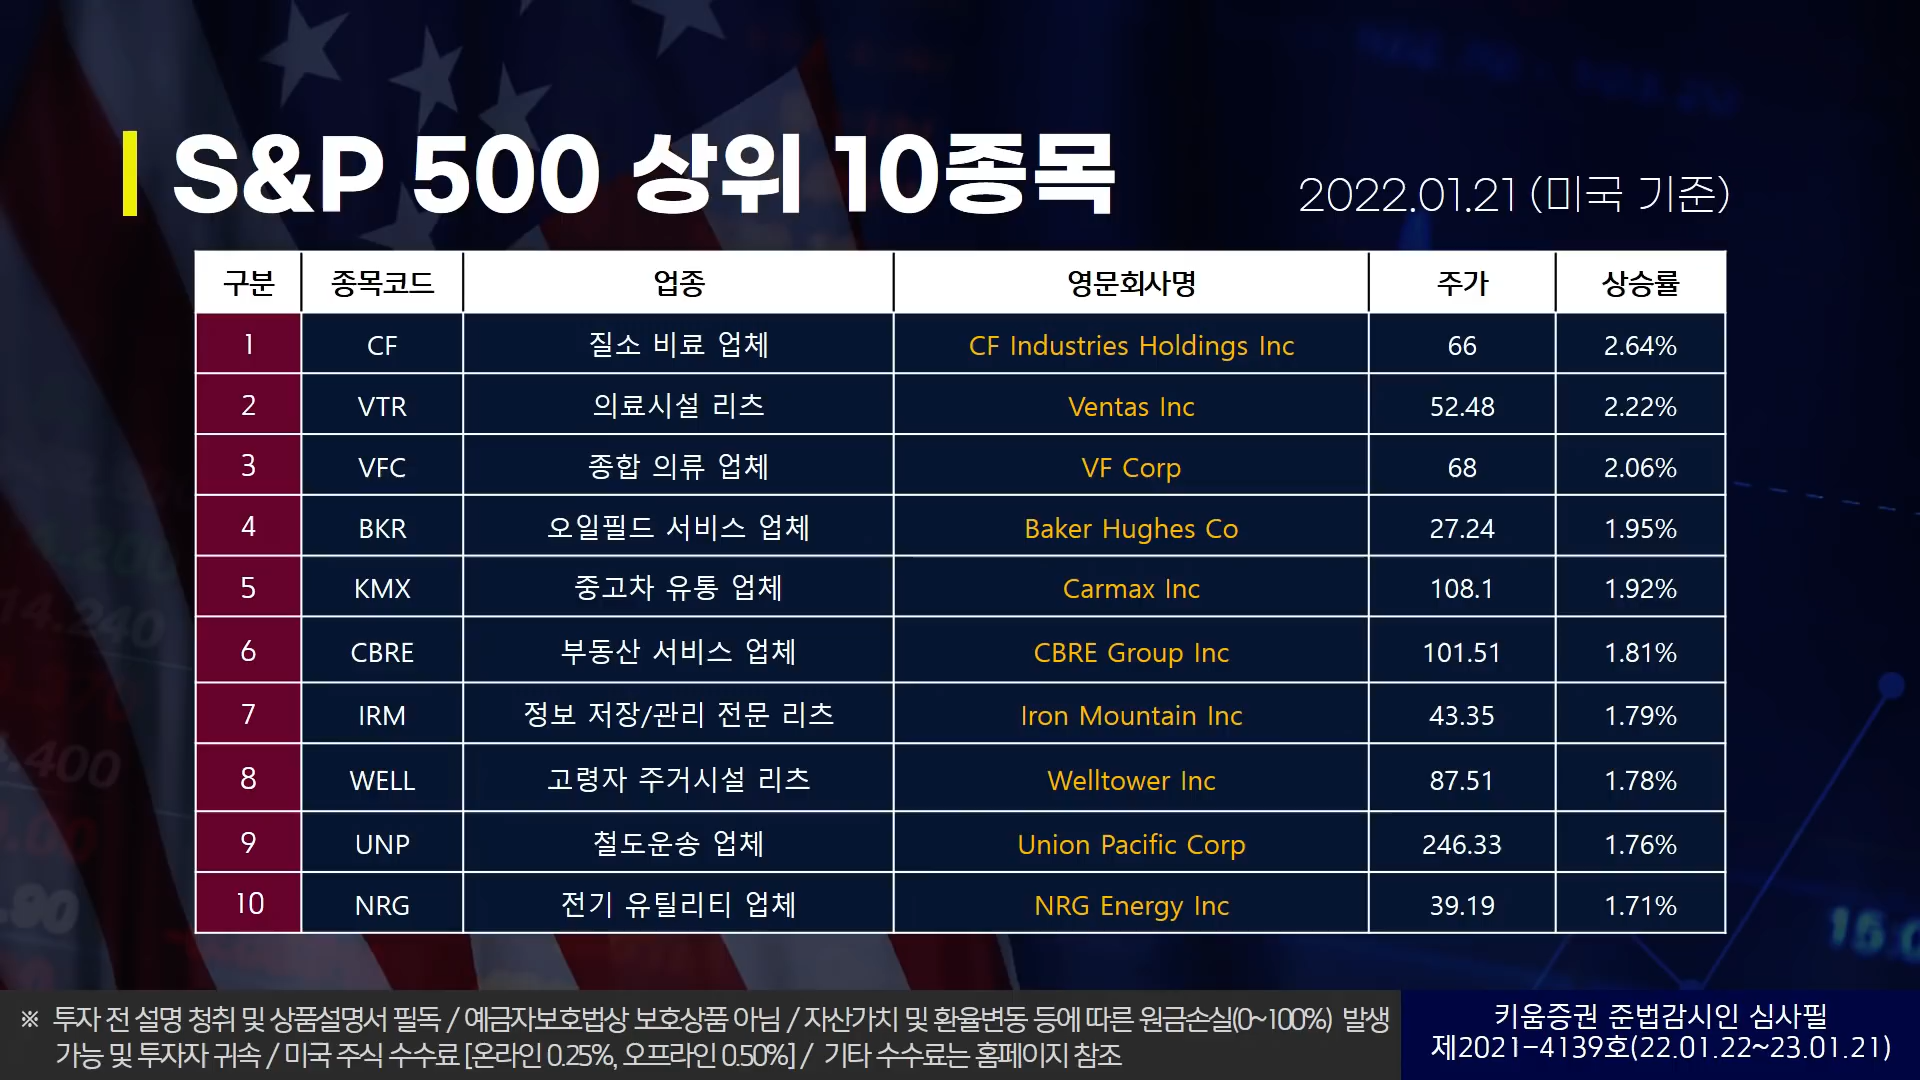 S&P 500 상위 10종목
2022.01.21 (미국 기준)
구분 종목코드 업종 영문회사명 주가 상승률
1 CF 질소 비료 업체 CF Industries Holdings Inc 66 2.64%
2 VTR 의료시설 리츠 Ventas Inc 52.48 2.22%
3 VFC 종합 의류 업체 VF Corp 68 2.06%
4 BKR 오일필드 서비스 업체 Baker Hughes Co 27.24 1.95%
5 KMX 중고차 유통 업체 Carmax Inc 108.1 1.92%
6 CBRE 부동산 서비스 업체 CBRE Group Inc 101.51 1.81%
7 IRM 정보 저장/관리 전문 리츠 Iron Mountain Inc 43.35 1.79%
8 WELL 고령자 주거시설 리츠 Welltower Inc 87.51 1.78%
9 UNP 철도운송 업체 Union Pacific Corp 246.33 1.76%
10 NRG 전기 유틸리티 업체 NRG Energy Inc 39.19 1.71%
※ 투자 전 설명 청취 및 상품설명서 필독 / 예금자보호법상 보호상품 아님 / 자산가치 및 환율변동 등에 따른 원금손실(0~100%) 발생
가능 및 투자자 귀속 / 미국 주식 수수료 [온라인 0.25%, 오프라인 0.50%] / 기타 수수료는 홈페이지 참조
키움증권 준법감시인 심사필
제2021-4139호(22.01.22~23.01.21)